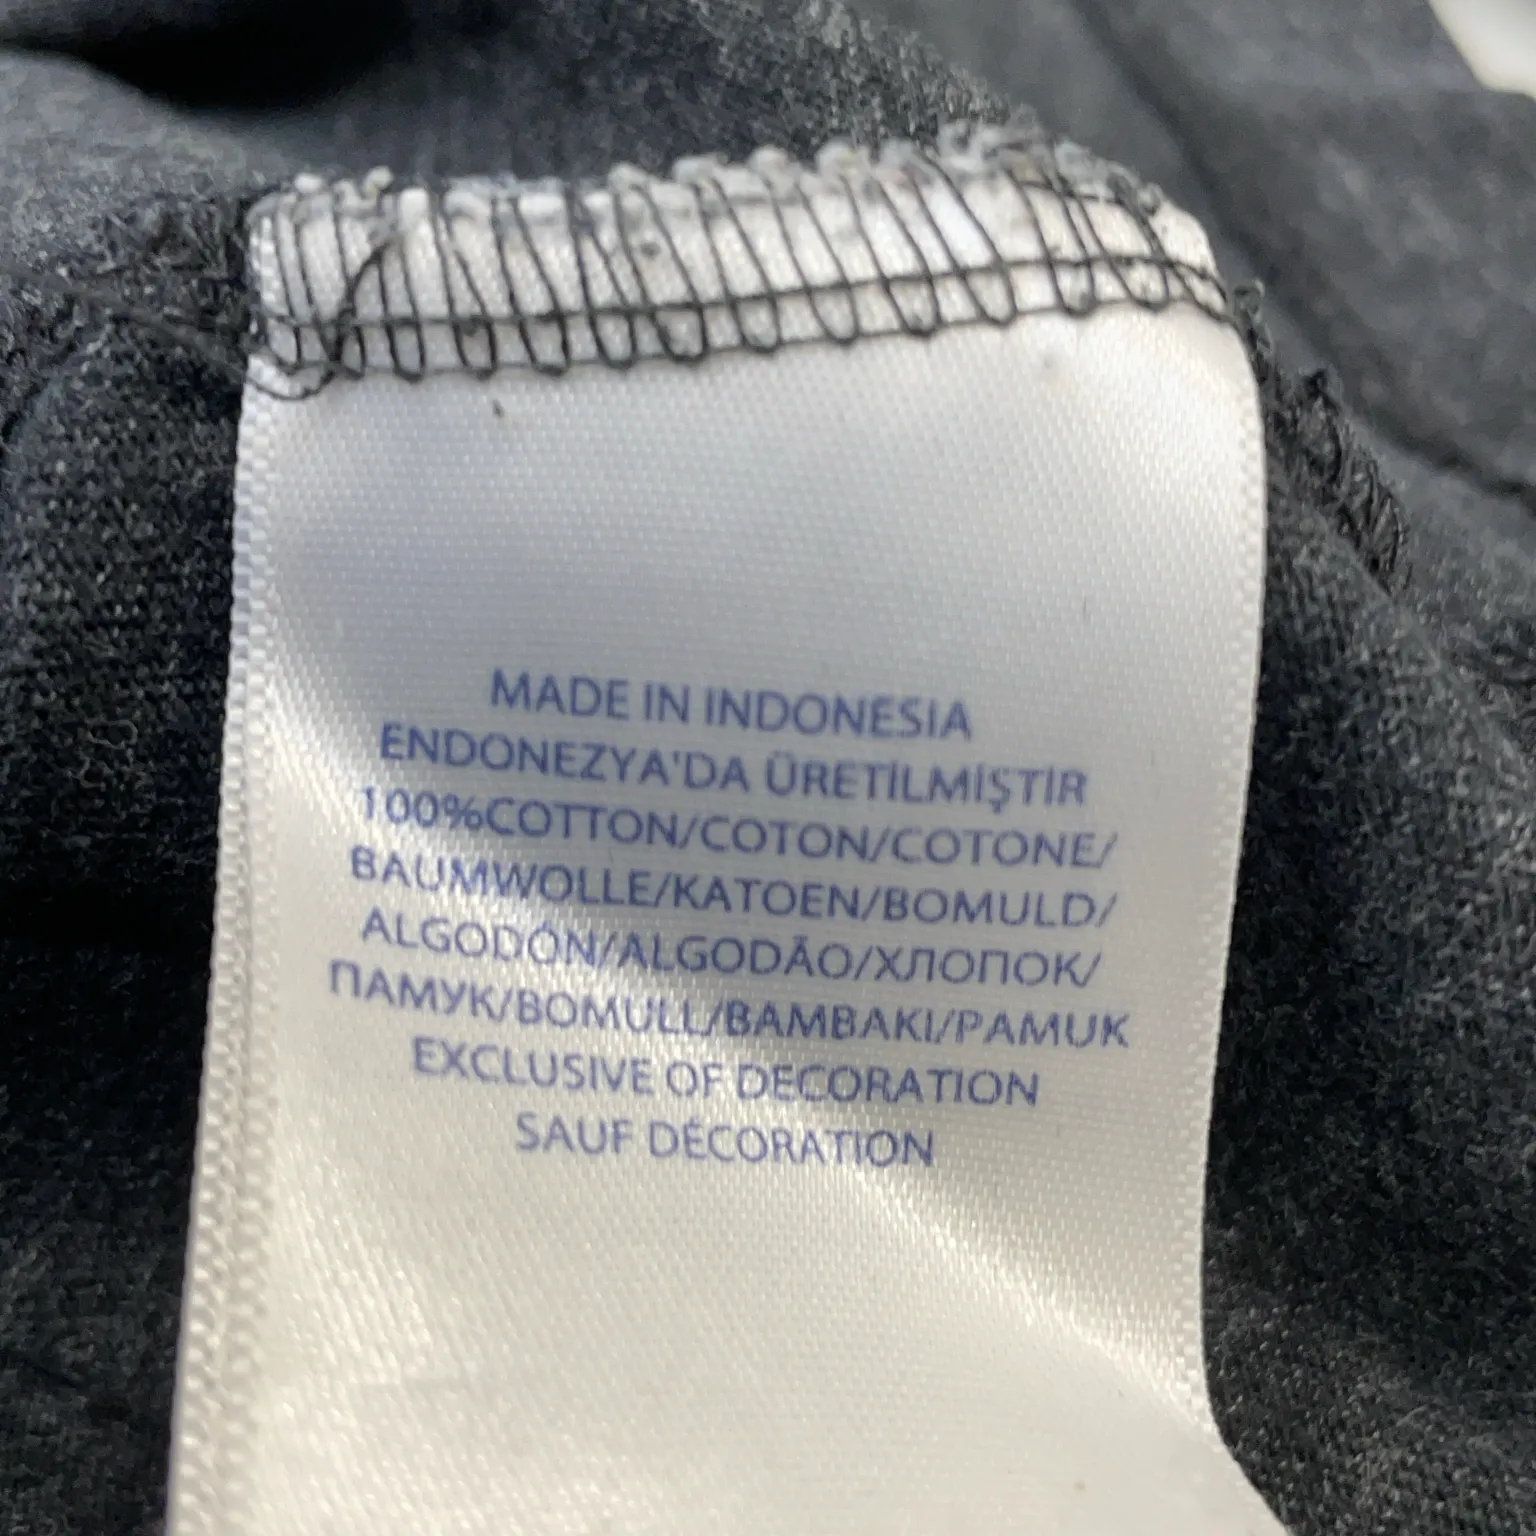 MADE IN INDONESIA
ENDONEZYA'DA ÜRETİLMİŞTİR
100%COTTON/COTON/COTONE/
BAUMWOLLE/KATOEN/BOMULD/
ALGODÓN/ALGODÃO/ХЛОПОК/
ПАМУК/BOMULL/BAMBAKI/PAMUK
EXCLUSIVE OF DECORATION
SAUF DÉCORATION